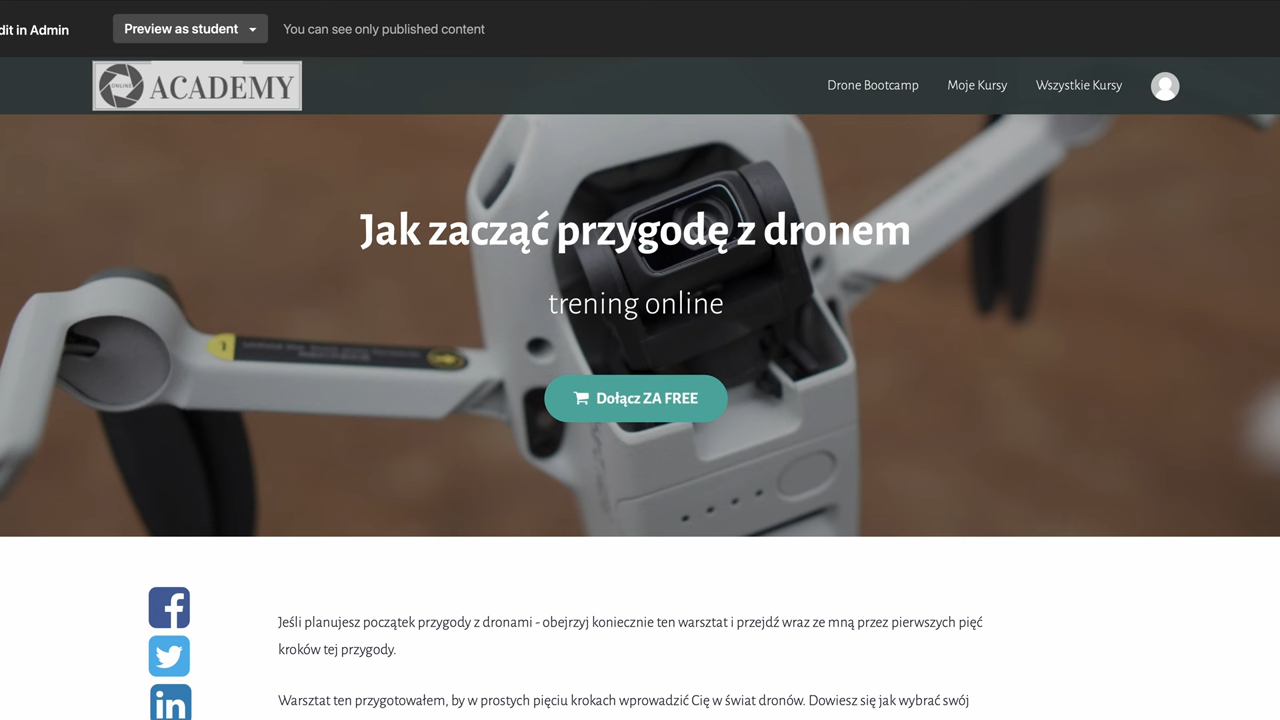 dit in Admin
Preview as student
You can see only published content
ONLINE
ACADEMY
Drone Bootcamp
Moje Kursy
Wszystkie Kursy
Jak zacząć przygodę z dronem
trening online
Dołącz ZA FREE
Jeśli planujesz początek przygody z dronami - obejrzyj koniecznie ten warsztat i przejdź wraz ze mną przez pierwszych pięć
kroków tej przygody.
Warsztat ten przygotowałem, by w prostych pięciu krokach wprowadzić Cię w świat dronów. Dowiesz się jak wybrać swój